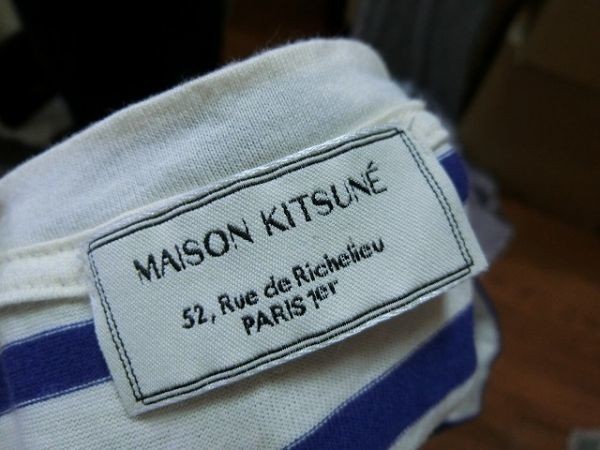 MAISON KITSUNÉ
52, Rue de Richelieu
PARIS 1er